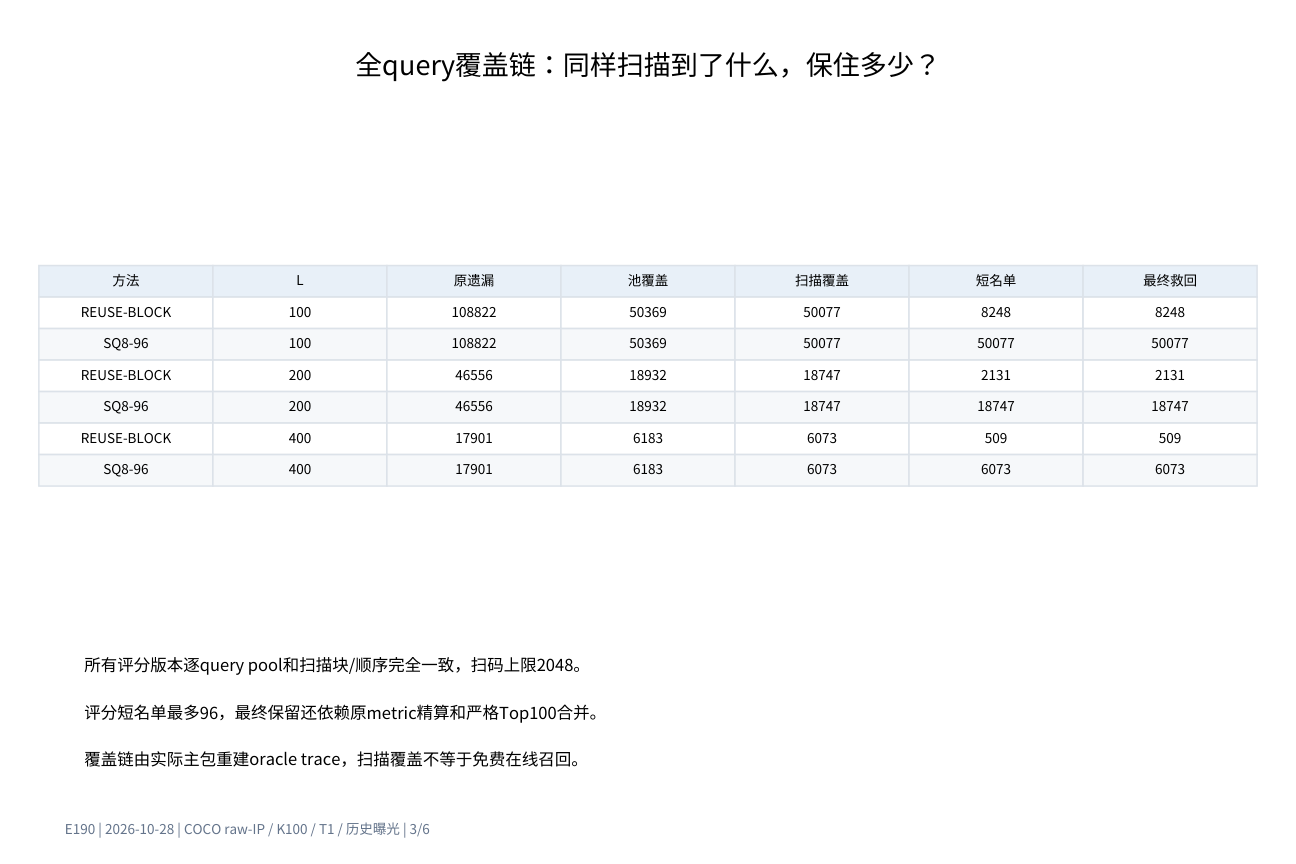 全query覆盖链：同样扫描到了什么，保住多少？
方法 L 原遗漏 池覆盖 扫描覆盖 短名单 最终救回
REUSE-BLOCK 100 108822 50369 50077 8248 8248
SQ8-96 100 108822 50369 50077 50077 50077
REUSE-BLOCK 200 46556 18932 18747 2131 2131
SQ8-96 200 46556 18932 18747 18747 18747
REUSE-BLOCK 400 17901 6183 6073 509 509
SQ8-96 400 17901 6183 6073 6073 6073
所有评分版本逐query pool和扫描块/顺序完全一致，扫码上限2048。
评分短名单最多96，最终保留还依赖原metric精算和严格Top100合并。
覆盖链由实际主包重建oracle trace，扫描覆盖不等于免费在线召回。
E190 | 2026-10-28 | COCO raw-IP / K100 / T1 / 历史曝光 | 3/6